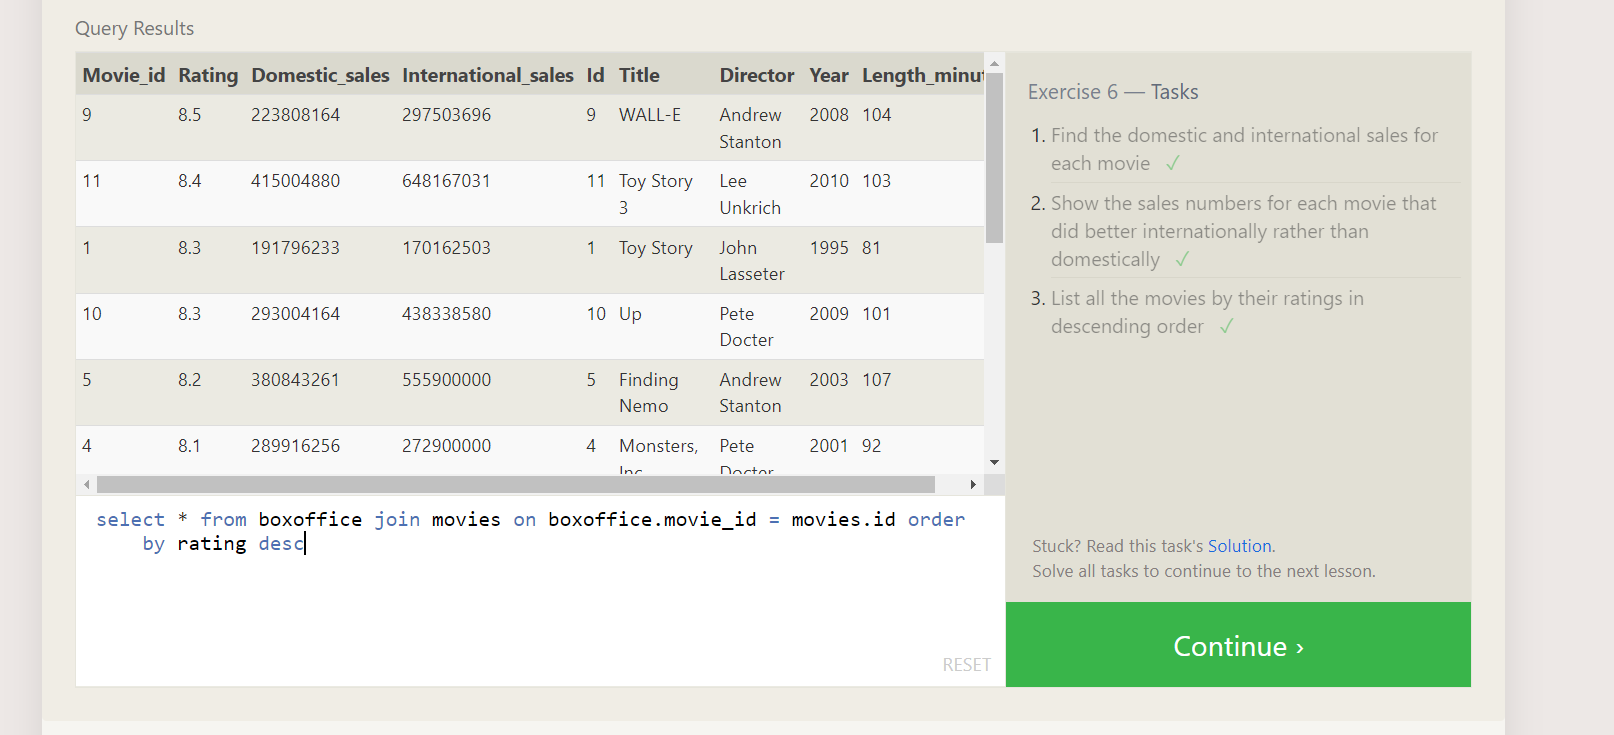 Query Results
Movie_id Rating Domestic_sales International_sales Id Title Director Year
9 8.5 223808164 297503696 9 WALL-E Andrew 2008 104
Stanton
11 8.4 415004880 648167031 11 Toy Story Lee 2010 103
3 Unkrich
1 8.3 191796233 170162503 1 Toy Story John 1995 81
Lasseter
10 8.3 293004164 438338580 10 Up Pete 2009 101
Docter
5 8.2 380843261 555900000 5 Finding Andrew 2003 107
Nemo Stanton
4 8.1 289916256 272900000 4 Monsters, Pete 2001 92
Inc. Docter
select * from boxoffice join movies on boxoffice.movie_id = movies.id order
by rating desc
RESET
Exercise 6 — Tasks
1. Find the domestic and international sales for
each movie ✓
2. Show the sales numbers for each movie that
did better internationally rather than
domestically ✓
3. List all the movies by their ratings in
descending order ✓
Stuck? Read this task's Solution.
Solve all tasks to continue to the next lesson.
Continue ›